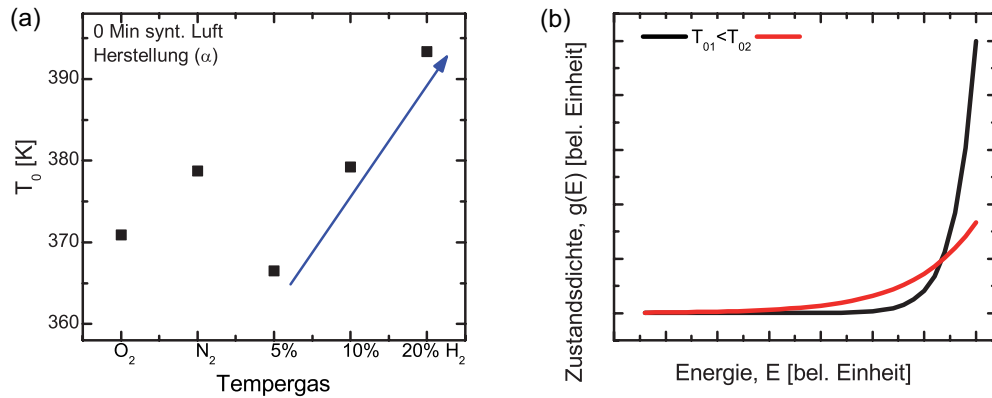 (a)
0 Min synt. Luft
Herstellung (α)
390
380
370
360
T₀ [K]
O₂ N₂ 5% 10% 20% H₂
Tempergas
(b)
T₀₁<T₀₂
Zustandsdichte, g(E) [bel. Einheit]
Energie, E [bel. Einheit]